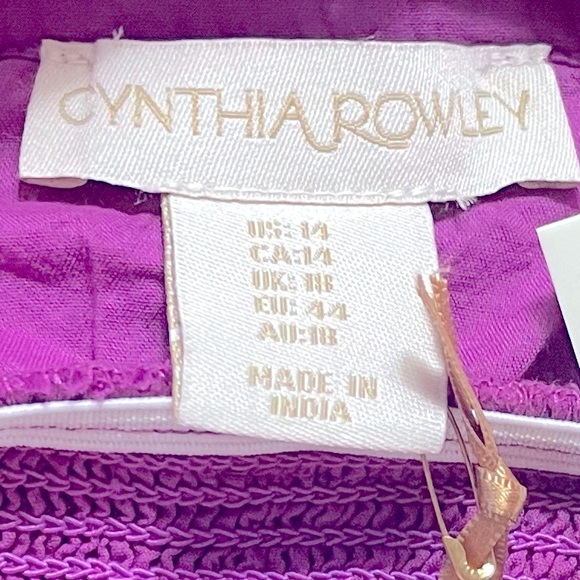 CYNTHIA ROWLEY
US: 14
CA: 14
UK: 18
EU: 44
AU: 18
MADE IN
INDIA